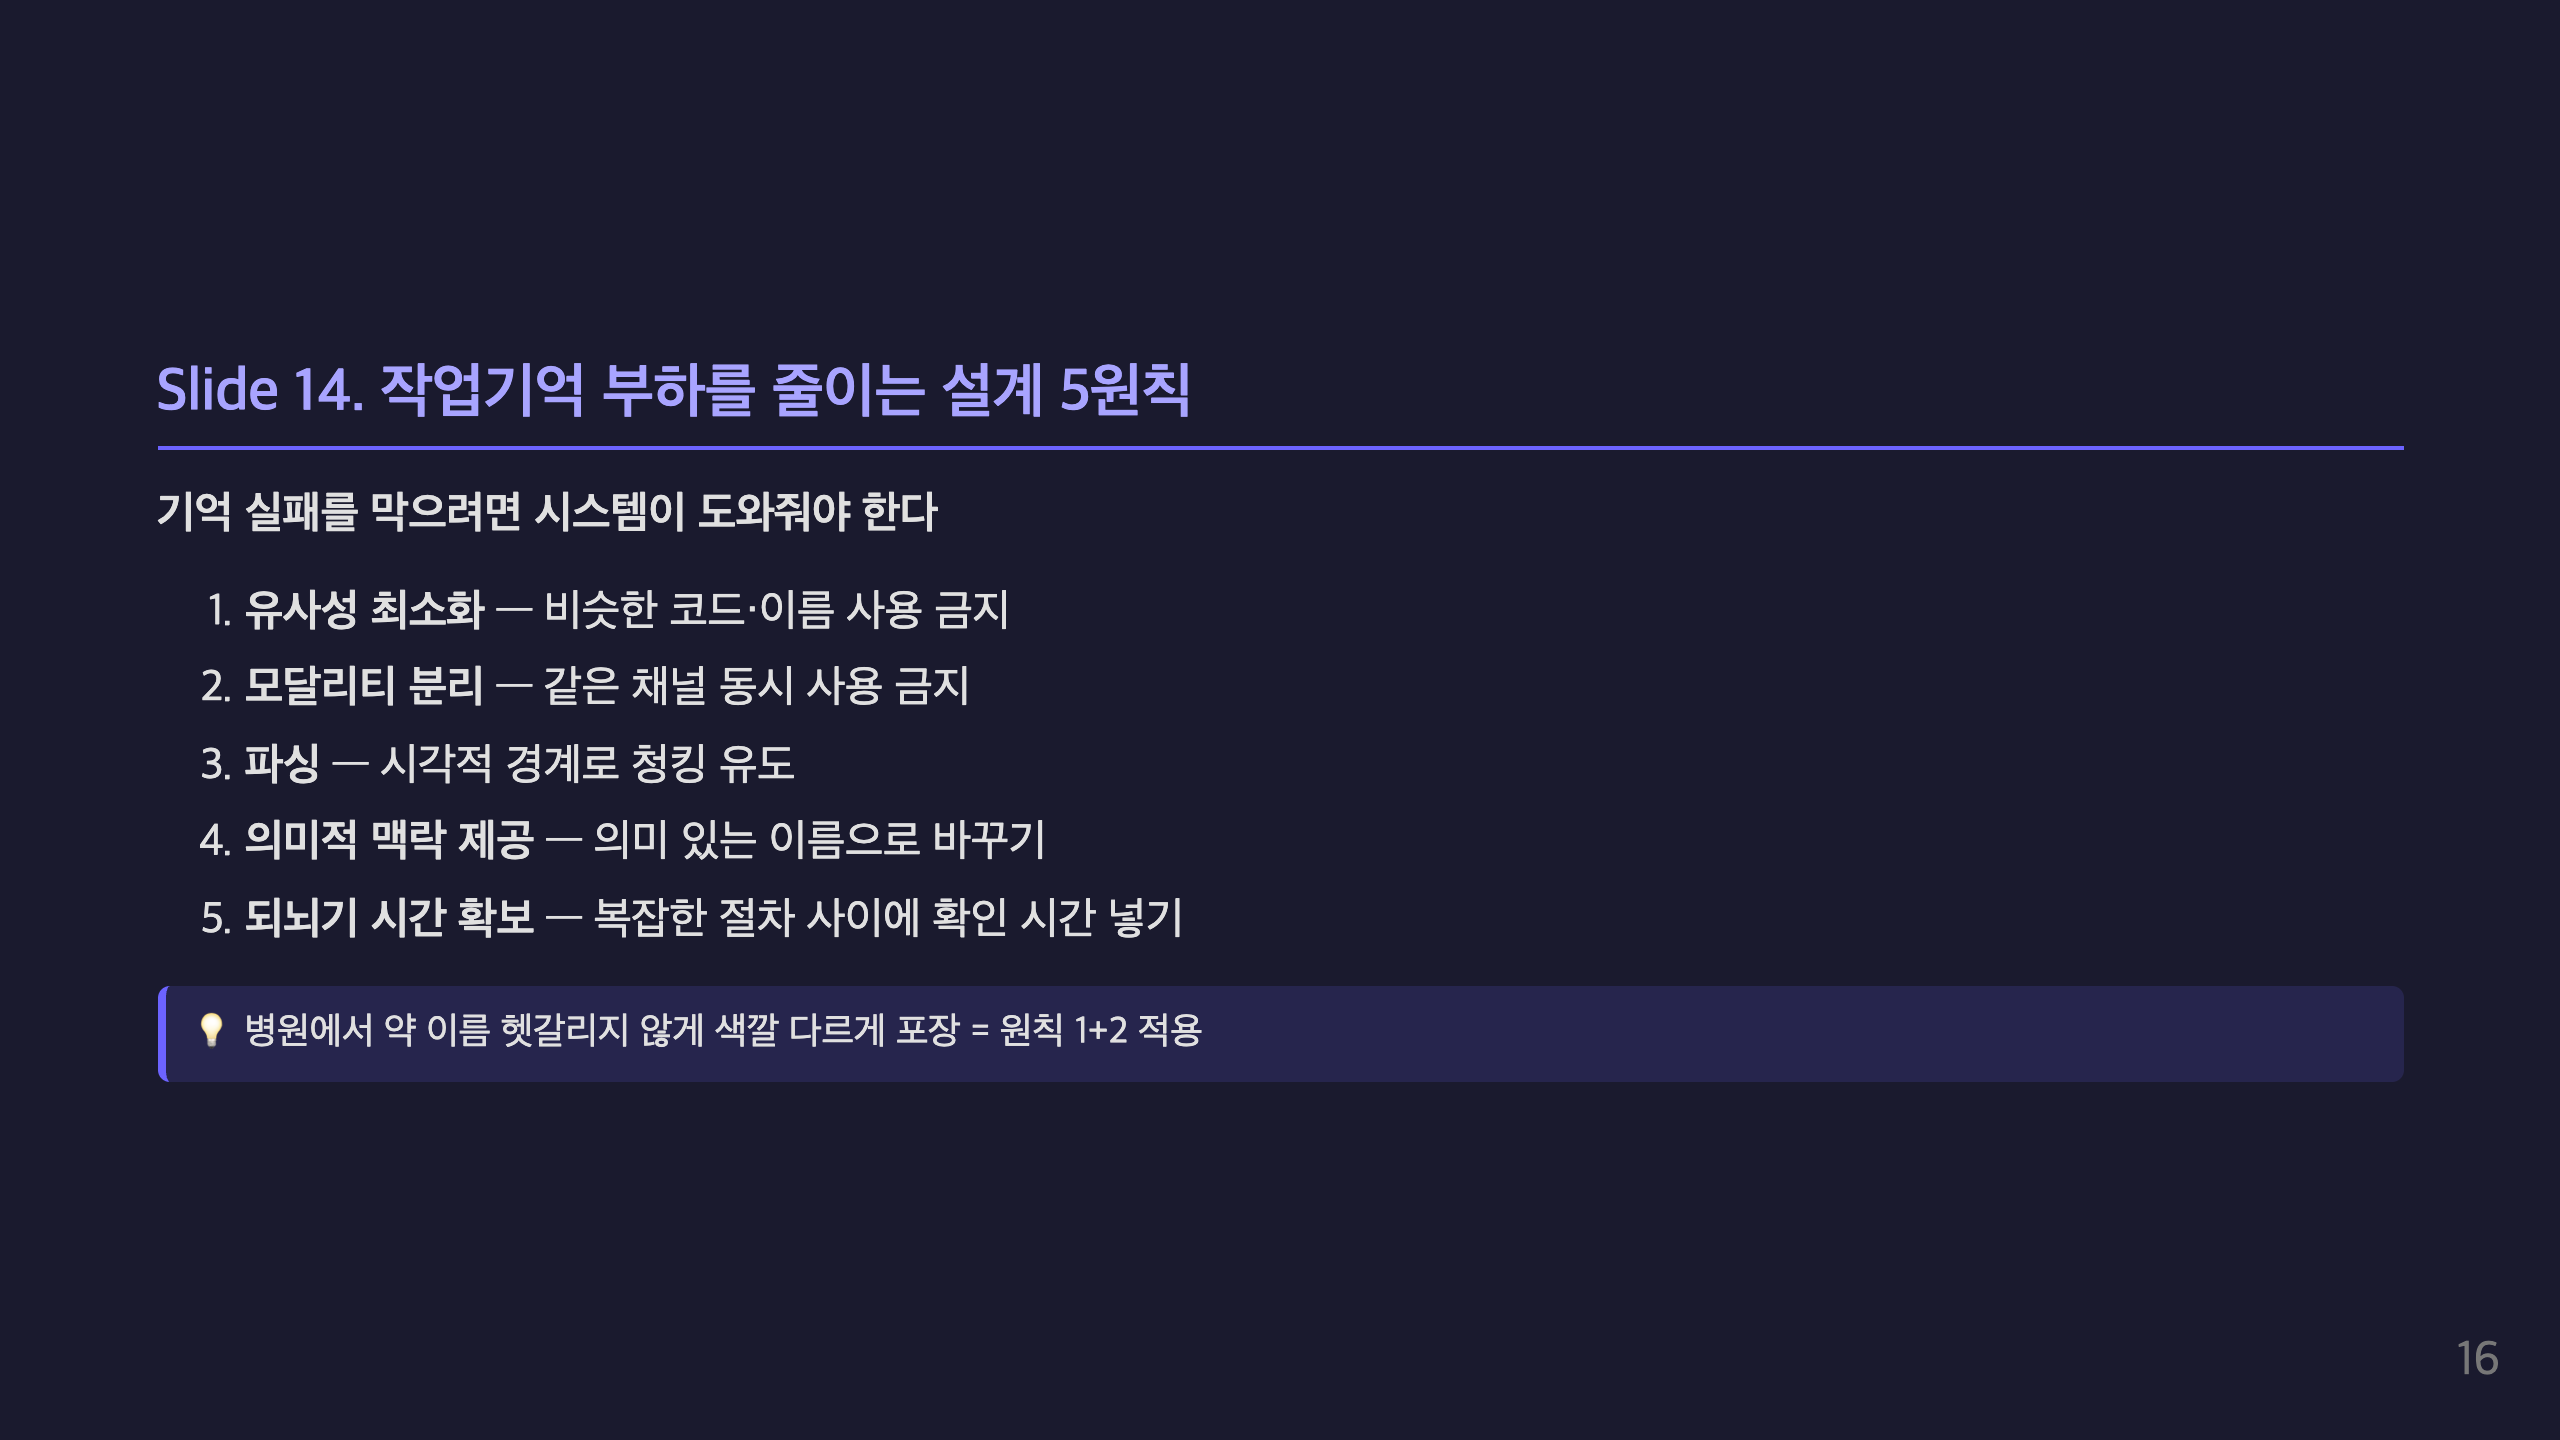 Slide 14. 작업기억 부하를 줄이는 설계 5원칙
기억 실패를 막으려면 시스템이 도와줘야 한다
1. 유사성 최소화 — 비슷한 코드·이름 사용 금지
2. 모달리티 분리 — 같은 채널 동시 사용 금지
3. 파싱 — 시각적 경계로 청킹 유도
4. 의미적 맥락 제공 — 의미 있는 이름으로 바꾸기
5. 되뇌기 시간 확보 — 복잡한 절차 사이에 확인 시간 넣기
💡 병원에서 약 이름 헷갈리지 않게 색깔 다르게 포장 = 원칙 1+2 적용
16